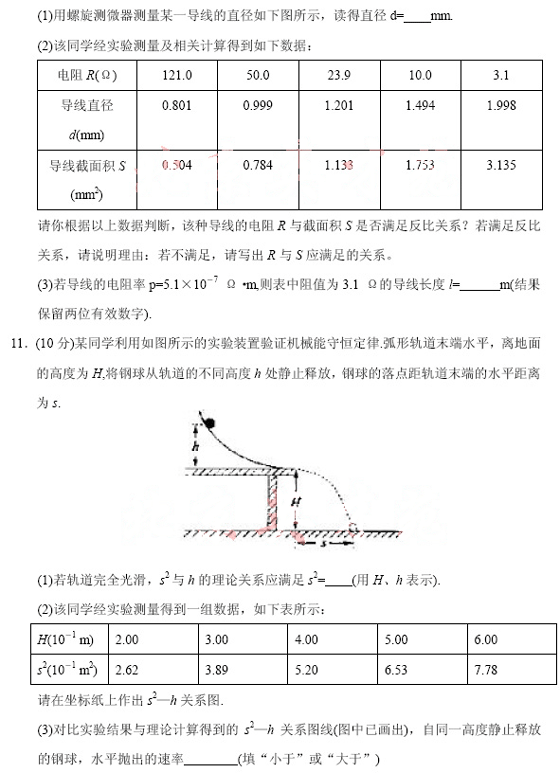 (1)用螺旋测微器测量某一导线的直径如下图所示，读得直径 d=____mm.
(2)该同学经实验测量及相关计算得到如下数据：
电阻 R(Ω) 121.0 50.0 23.9 10.0 3.1
导线直径 0.801 0.999 1.201 1.494 1.998
d(mm)
导线截面积 S 0.504 0.784 1.133 1.753 3.135
(mm²)
请你根据以上数据判断，该种导线的电阻 R 与截面积 S 是否满足反比关系？若满足反比
关系，请说明理由：若不满足，请写出 R 与 S 应满足的关系。
(3)若导线的电阻率 p=5.1×10⁻⁷ Ω •m,则表中阻值为 3.1 Ω 的导线长度 l=______m(结果
保留两位有效数字).
11．(10 分)某同学利用如图所示的实验装置验证机械能守恒定律.弧形轨道末端水平，离地面
的高度为 H,将钢球从轨道的不同高度 h 处静止释放，钢球的落点距轨道末端的水平距离
为 s.
h
H
s
(1)若轨道完全光滑，s²与 h 的理论关系应满足 s²=____(用 H、h 表示).
(2)该同学经实验测量得到一组数据，如下表所示：
H(10⁻¹ m) 2.00 3.00 4.00 5.00 6.00
s²(10⁻¹ m²) 2.62 3.89 5.20 6.53 7.78
请在坐标纸上作出 s²—h 关系图.
(3)对比实验结果与理论计算得到的 s²—h 关系图线(图中已画出)，自同一高度静止释放
的钢球，水平抛出的速率________(填“小于”或“大于”)